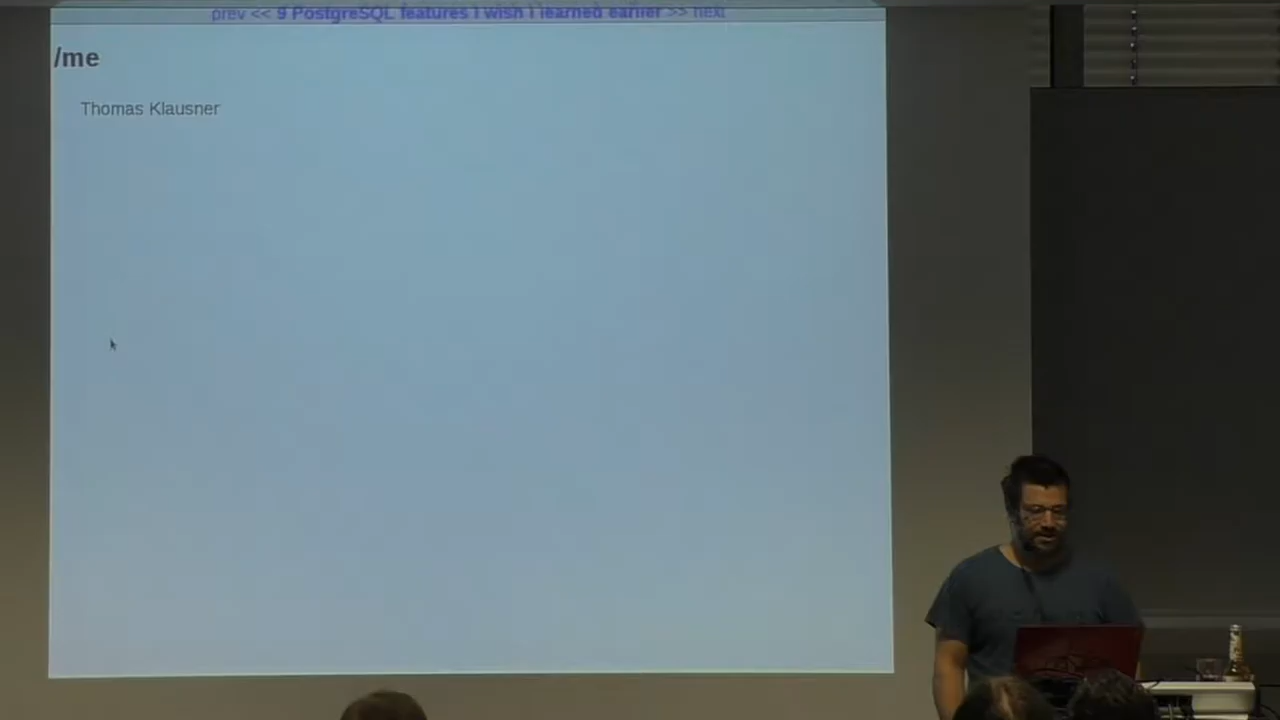 prev << 9 PostgreSQL features I wish I learned earlier >> next
/me
Thomas Klausner